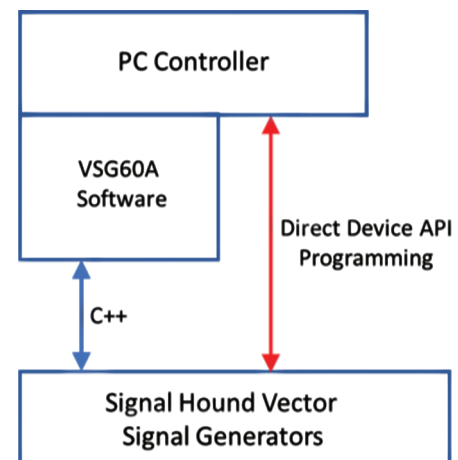 PC Controller
VSG60A
Software
Direct Device API
Programming
C++
Signal Hound Vector
Signal Generators